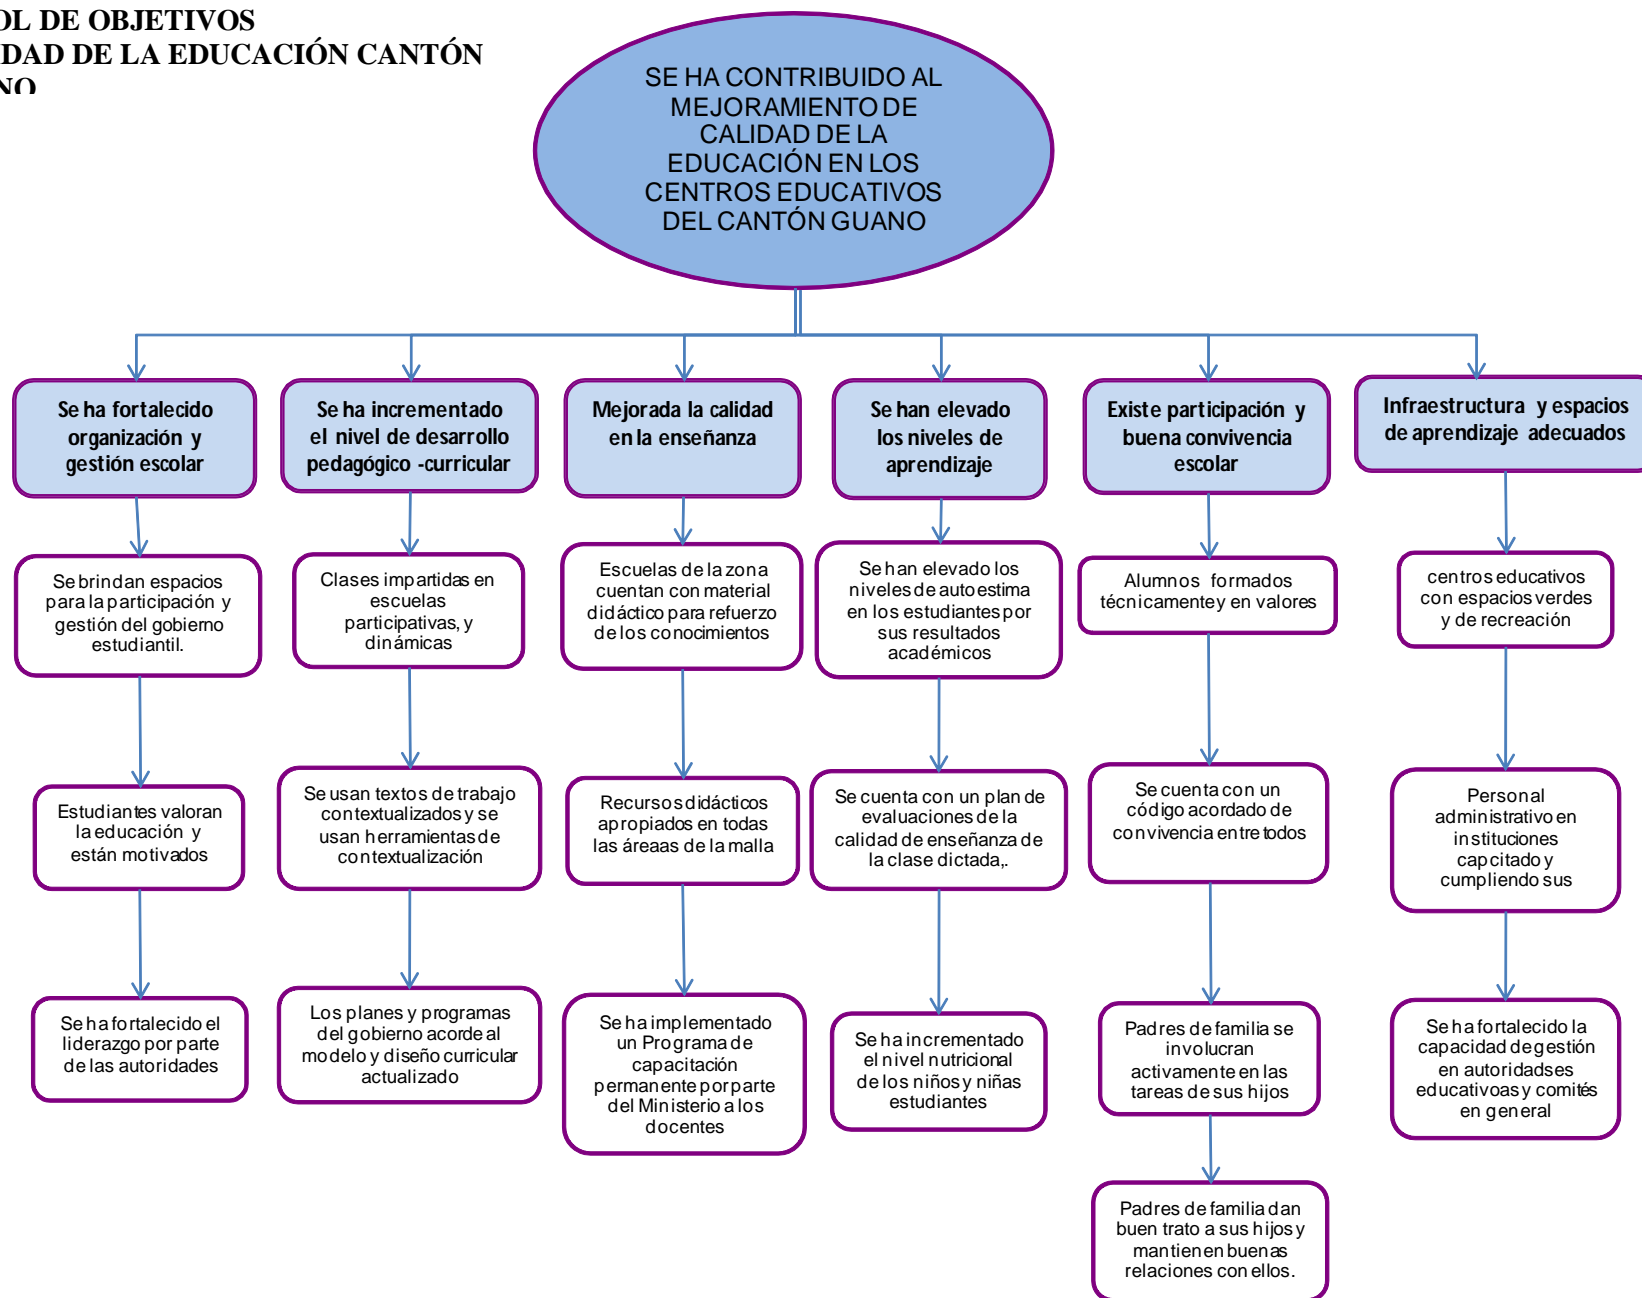 OL DE OBJETIVOS
IDAD DE LA EDUCACIÓN CANTÓN
NO
SE HA CONTRIBUIDO AL
MEJORAMIENTO DE
CALIDAD DE LA
EDUCACIÓN EN LOS
CENTROS EDUCATIVOS
DEL CANTÓN GUANO
Se ha fortalecido
organización y
gestión escolar
Se ha incrementado
el nivel de desarrollo
pedagógico -curricular
Mejorada la calidad
en la enseñanza
Se han elevado
los niveles de
aprendizaje
Existe participación y
buena convivencia
escolar
Infraestructura y espacios
de aprendizaje adecuados
Se brindan espacios
para la participación y
gestión del gobierno
estudiantil.
Clases impartidas en
escuelas
participativas, y
dinámicas
Escuelas de la zona
cuentan con material
didáctico para refuerzo
de los conocimientos
Se han elevado los
niveles de autoestima
en los estudiantes por
sus resultados
académicos
Alumnos formados
técnicamente y en valores
centros educativos
con espacios verdes
y de recreación
Estudiantes valoran
la educación y
están motivados
Se usan textos de trabajo
contextualizados y se
usan herramientas de
contextualización
Recursos didácticos
apropiados en todas
las áreaas de la malla
Se cuenta con un plan de
evaluaciones de la
calidad de enseñanza de
la clase dictada,.
Se cuenta con un
código acordado de
convivencia entre todos
Personal
administrativo en
instituciones
capcitado y
cumpliendo sus
Se ha fortalecido el
liderazgo por parte
de las autoridades
Los planes y programas
del gobierno acorde al
modelo y diseño curricular
actualizado
Se ha implementado
un Programa de
capacitación
permanente por parte
del Ministerio a los
docentes
Se ha incrementado
el nivel nutricional
de los niños y niñas
estudiantes
Padres de familia se
involucran
activamente en las
tareas de sus hijos
Se ha fortalecido la
capacidad de gestión
en autoridadses
educativoas y comités
en general
Padres de familia dan
buen trato a sus hijos y
mantienen buenas
relaciones con ellos.